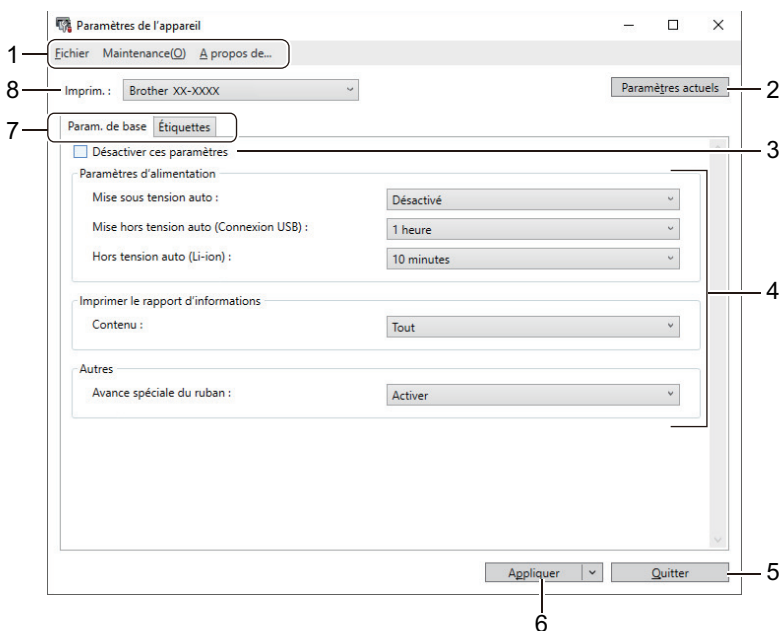 Paramètres de l'appareil
1
Fichier Maintenance(O) A propos de...
8
Imprim. : Brother XX-XXXX
Paramètres actuels
2
7
Param. de base Étiquettes
Désactiver ces paramètres
3
Paramètres d'alimentation
Mise sous tension auto : Désactivé
Mise hors tension auto (Connexion USB) : 1 heure
Hors tension auto (Li-ion) : 10 minutes
4
Imprimer le rapport d'informations
Contenu : Tout
Autres
Avance spéciale du ruban : Activer
Appliquer
Quitter
5
6